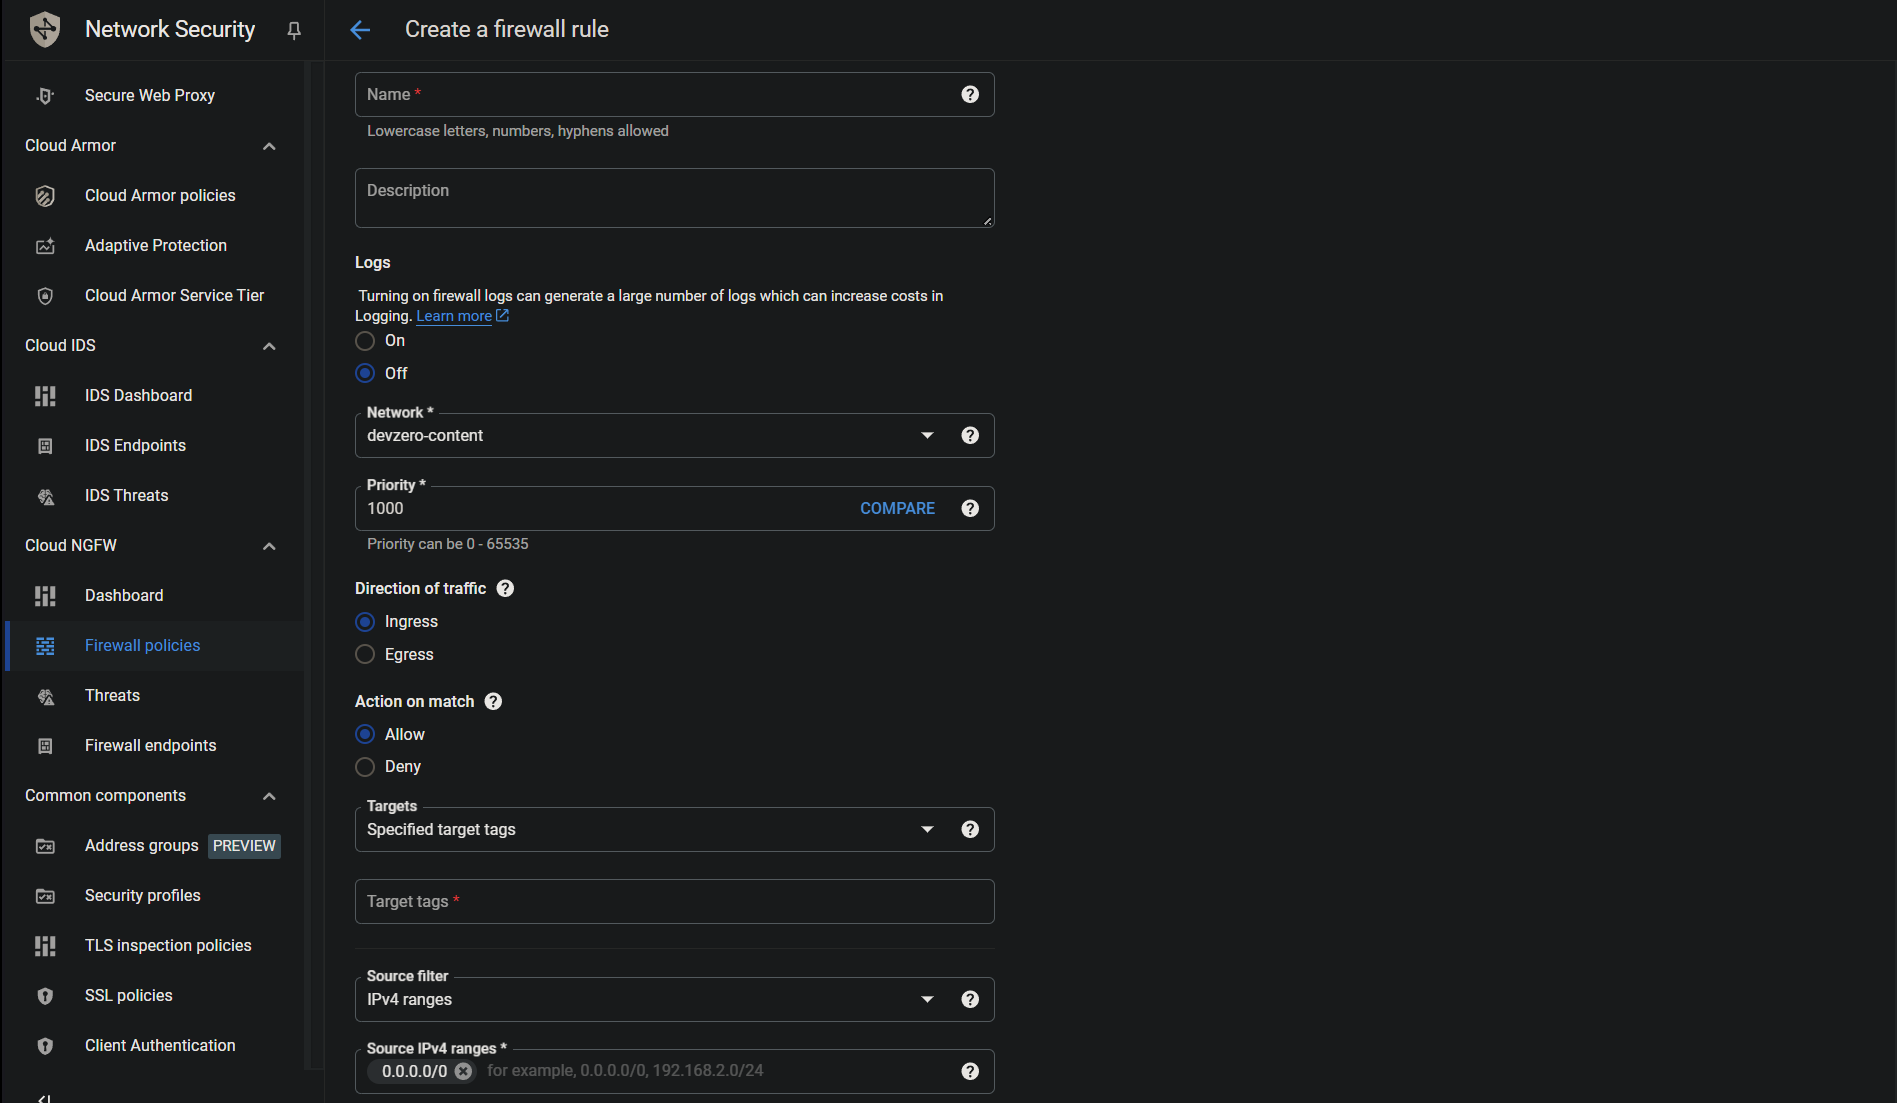 Network Security
Secure Web Proxy
Cloud Armor
Cloud Armor policies
Adaptive Protection
Cloud Armor Service Tier
Cloud IDS
IDS Dashboard
IDS Endpoints
IDS Threats
Cloud NGFW
Dashboard
Firewall policies
Threats
Firewall endpoints
Common components
Address groups PREVIEW
Security profiles
TLS inspection policies
SSL policies
Client Authentication
Create a firewall rule
Name *
Lowercase letters, numbers, hyphens allowed
Description
Logs
Turning on firewall logs can generate a large number of logs which can increase costs in
Logging. Learn more
On
Off
Network *
devzero-content
Priority *
1000 COMPARE
Priority can be 0 - 65535
Direction of traffic
Ingress
Egress
Action on match
Allow
Deny
Targets
Specified target tags
Target tags *
Source filter
IPv4 ranges
Source IPv4 ranges *
0.0.0.0/0 for example, 0.0.0.0/0, 192.168.2.0/24